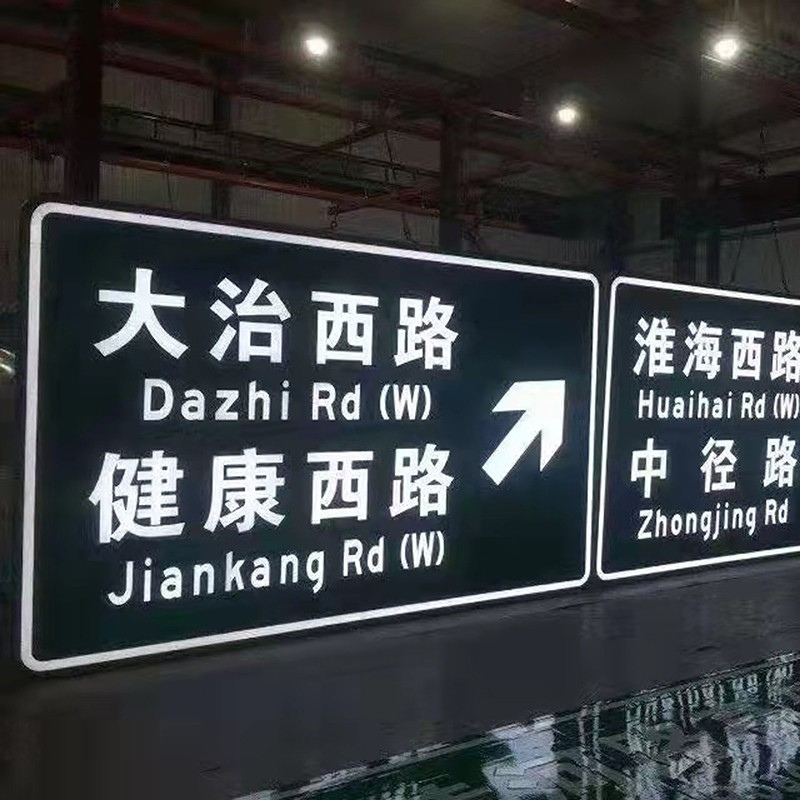 大治西路
Dazhi Rd (W)
健康西路
Jiankang Rd (W)
淮海西路
Huaihai Rd (W)
中径路
Zhongjing Rd